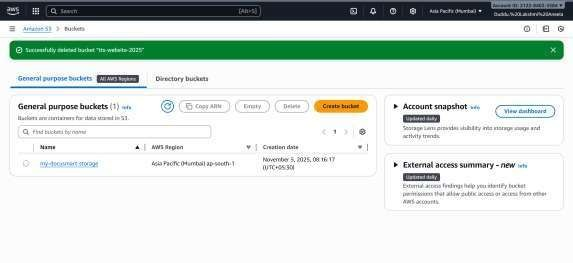 aws
Search
[Alt+S]
Asia Pacific (Mumbai)
Amazon S3 > Buckets
Successfully deleted bucket "tts-website-2025"
General purpose buckets All AWS Regions
Directory buckets
General purpose buckets (1) Info
Copy ARN
Empty
Delete
Create bucket
Buckets are containers for data stored in S3.
Find buckets by name
1
Name
AWS Region
Creation date
my-document-storage
Asia Pacific (Mumbai) ap-south-1
November 3, 2025, 08:16:17
(UTC+05:30)
Account snapshot Info
View dashboard
Updated daily
Storage Lens provides visibility into storage usage and
activity trends.
External access summary - new Info
Updated daily
External access findings help you identify bucket
permissions that allow public access or access from other
AWS accounts.